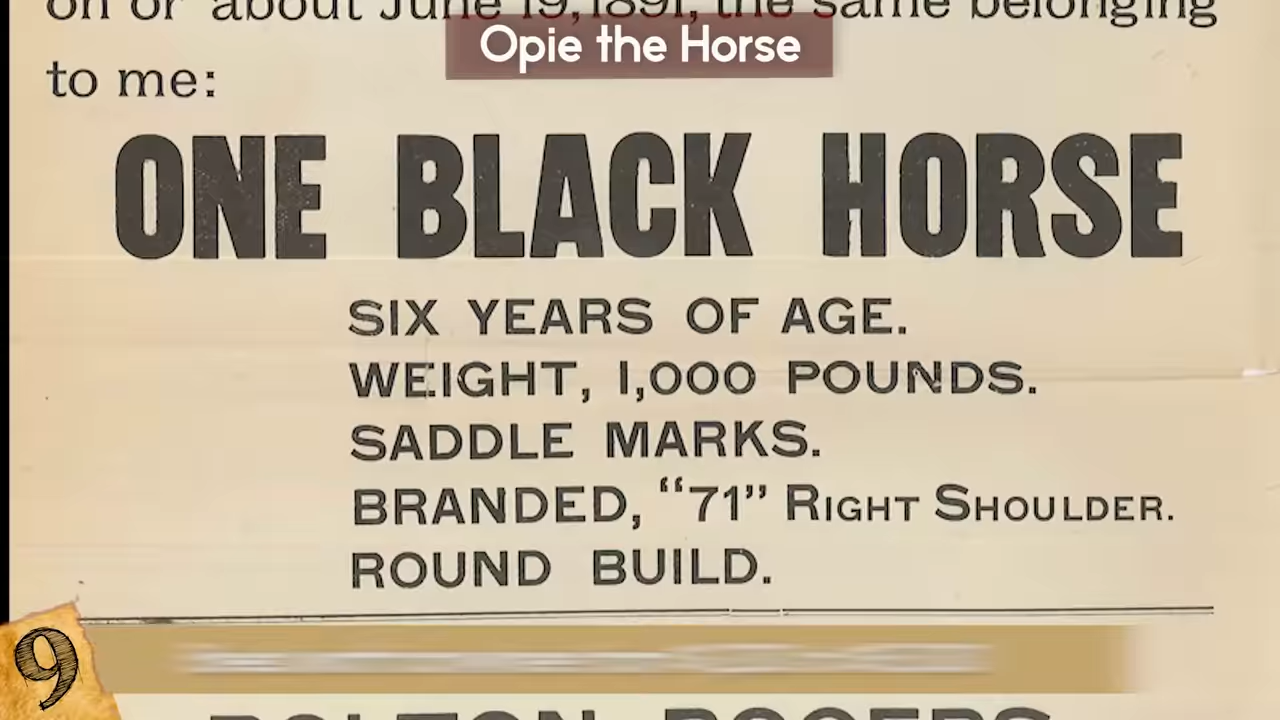 on or about June 19, 1891, the same belonging
Opie the Horse
to me:
ONE BLACK HORSE
SIX YEARS OF AGE.
WEIGHT, 1,000 POUNDS.
SADDLE MARKS.
BRANDED, “71” RIGHT SHOULDER.
ROUND BUILD.
9
ROGERS